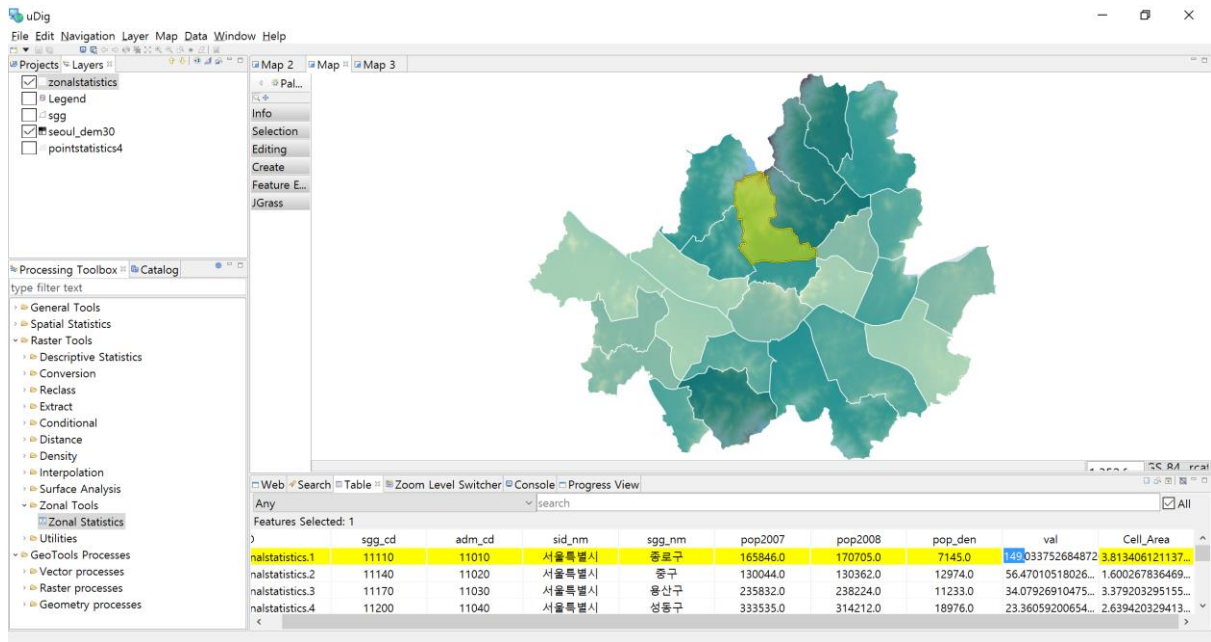 uDig
File Edit Navigation Layer Map Data Window Help
Projects Layers
zonalstatistics
Legend
sgg
seoul_dem30
pointstatistics4
Map 2 Map Map 3
Pal...
Info
Selection
Editing
Create
Feature E...
JGrass
Processing Toolbox Catalog
type filter text
General Tools
Spatial Statistics
Raster Tools
Descriptive Statistics
Conversion
Reclass
Extract
Conditional
Distance
Density
Interpolation
Surface Analysis
Zonal Tools
Zonal Statistics
Utilities
GeoTools Processes
Vector processes
Raster processes
Geometry processes
Web Search Table Zoom Level Switcher Console Progress View
Any search All
Features Selected: 1
sgg_cd adm_cd sid_nm sgg_nm pop2007 pop2008 pop_den val Cell_Area
nalstatistics.1 11110 11010 서울특별시 종로구 165846.0 170705.0 7145.0 149.033752684872 3.813406121137...
nalstatistics.2 11140 11020 서울특별시 중구 130044.0 130362.0 12974.0 56.47010518026... 1.600267836469...
nalstatistics.3 11170 11030 서울특별시 용산구 235832.0 238224.0 11233.0 34.07926910475... 3.379203295155...
nalstatistics.4 11200 11040 서울특별시 성동구 333535.0 314212.0 18976.0 23.36059200654... 2.639420329413...